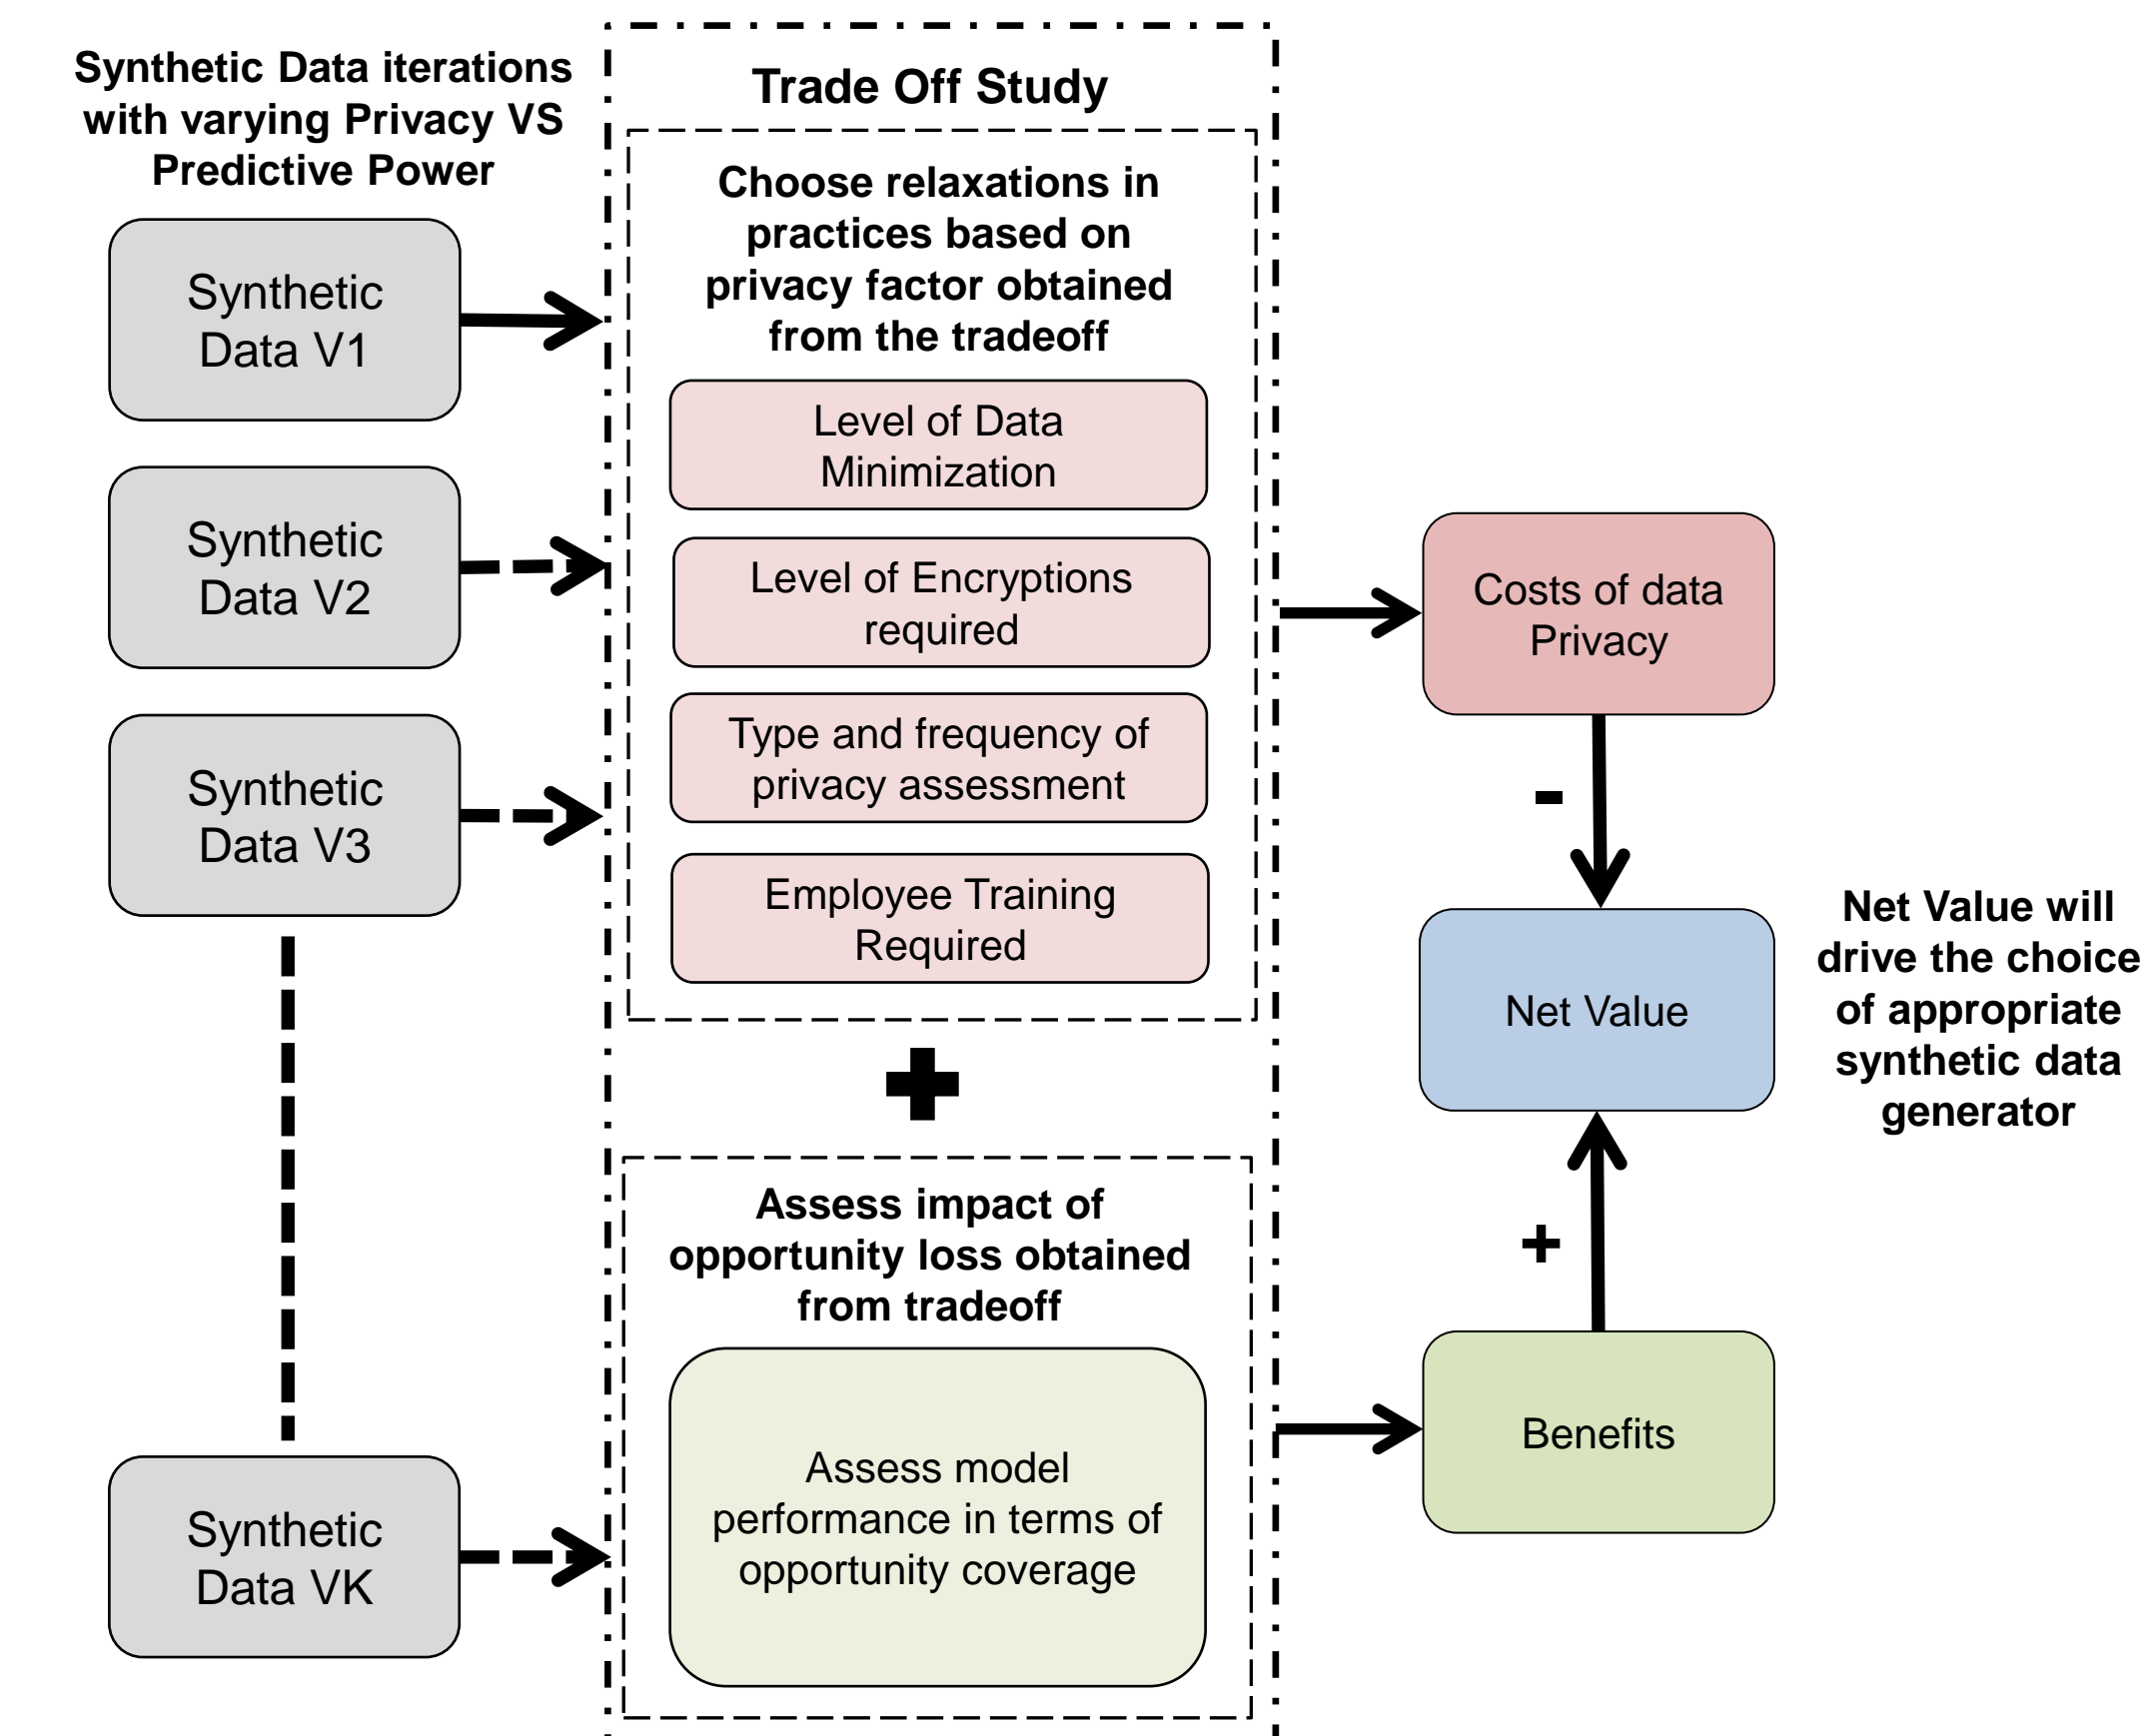 Synthetic Data iterations
with varying Privacy VS
Predictive Power
Synthetic
Data V1
Synthetic
Data V2
Synthetic
Data V3
Synthetic
Data VK
Trade Off Study
Choose relaxations in
practices based on
privacy factor obtained
from the tradeoff
Level of Data
Minimization
Level of Encryptions
required
Type and frequency of
privacy assessment
Employee Training
Required
+
Assess impact of
opportunity loss obtained
from tradeoff
Assess model
performance in terms of
opportunity coverage
Costs of data
Privacy
-
Net Value
+
Benefits
Net Value will
drive the choice
of appropriate
synthetic data
generator